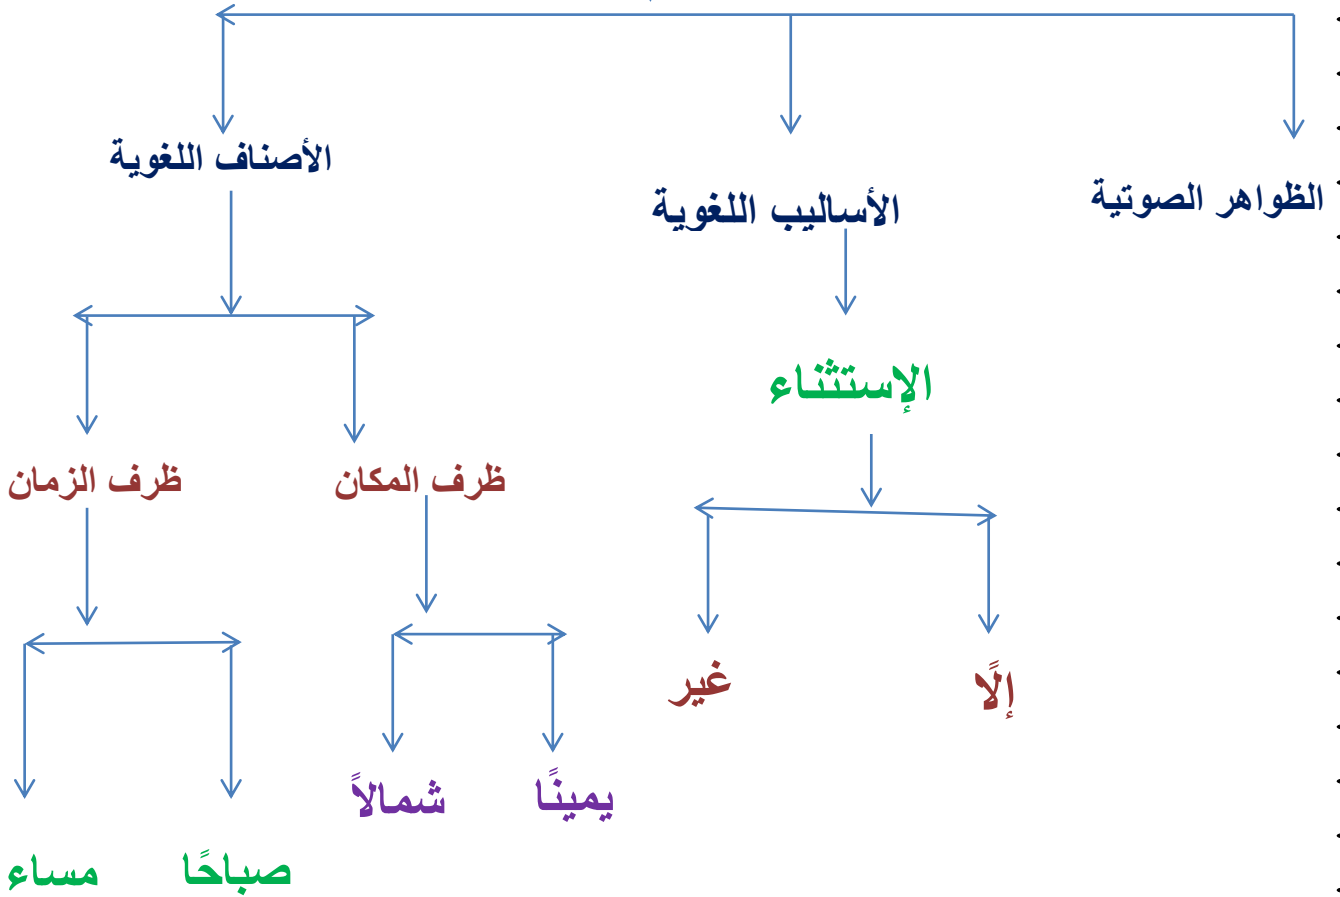 الأصناف اللغوية
الأساليب اللغوية
الظواهر الصوتية
الإستثناء
ظرف الزمان
ظرف المكان
غير
إلًا
شمالاً
يمينًا
مساء
صباحًا